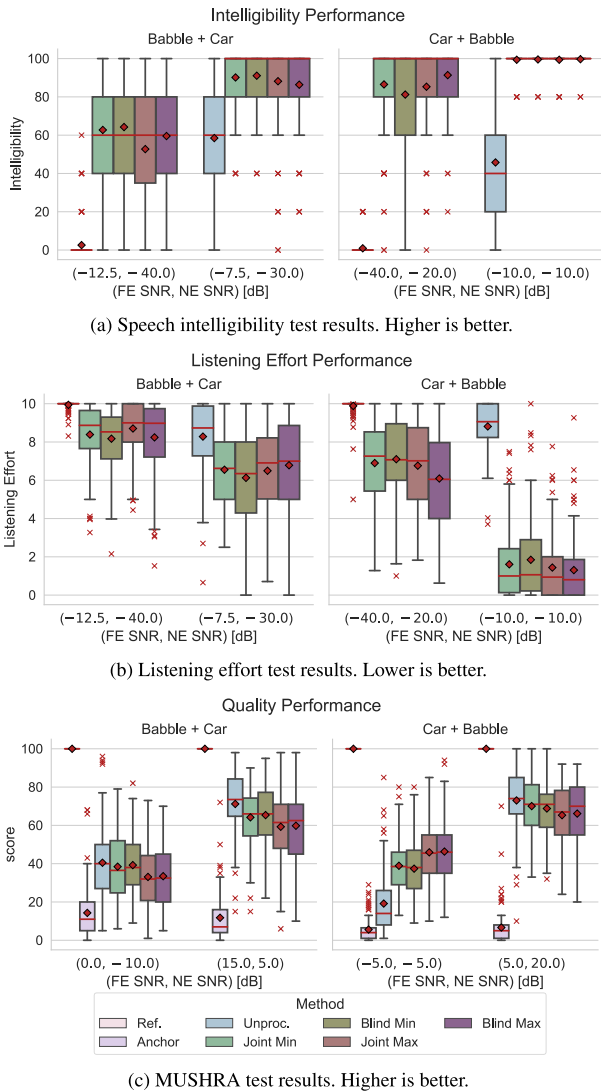 Intelligibility Performance
Babble + Car
Car + Babble
Intelligibility
100
80
60
40
20
0
(−12.5, −40.0)
(−7.5, −30.0)
(−40.0, −20.0)
(−10.0, −10.0)
(FE SNR, NE SNR) [dB]
(FE SNR, NE SNR) [dB]
(a) Speech intelligibility test results. Higher is better.
Listening Effort Performance
Babble + Car
Car + Babble
Listening Effort
10
8
6
4
2
0
(−12.5, −40.0)
(−7.5, −30.0)
(−40.0, −20.0)
(−10.0, −10.0)
(FE SNR, NE SNR) [dB]
(FE SNR, NE SNR) [dB]
(b) Listening effort test results. Lower is better.
Quality Performance
Babble + Car
Car + Babble
score
100
80
60
40
20
0
(0.0, −10.0)
(15.0, 5.0)
(−5.0, −5.0)
(5.0, 20.0)
(FE SNR, NE SNR) [dB]
(FE SNR, NE SNR) [dB]
Method
Ref.
Unproc.
Blind Min
Blind Max
Anchor
Joint Min
Joint Max
(c) MUSHRA test results. Higher is better.